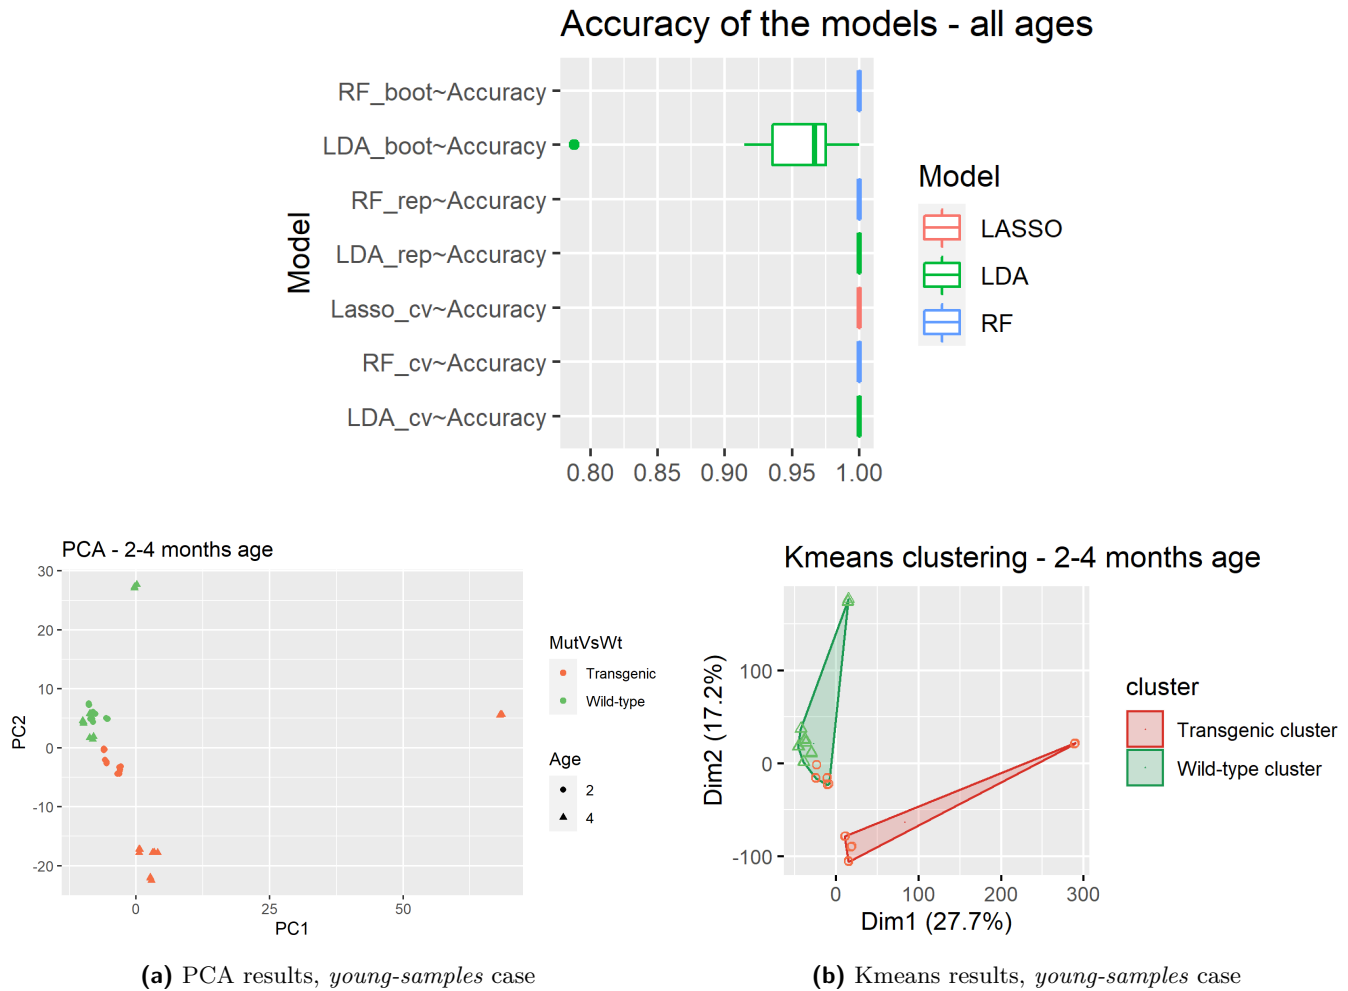 Accuracy of the models - all ages
RF_boot~Accuracy
LDA_boot~Accuracy
RF_rep~Accuracy
LDA_rep~Accuracy
Lasso_cv~Accuracy
RF_cv~Accuracy
LDA_cv~Accuracy
Model
0.80 0.85 0.90 0.95 1.00
Model
LASSO
LDA
RF
PCA - 2-4 months age
30
20
10
0
-10
-20
PC2
0 25 50
PC1
MutVsWt
Transgenic
Wild-type
Age
2
4
(a) PCA results, young-samples case
Kmeans clustering - 2-4 months age
100
0
-100
Dim2 (17.2%)
0 100 200 300
Dim1 (27.7%)
cluster
Transgenic cluster
Wild-type cluster
(b) Kmeans results, young-samples case